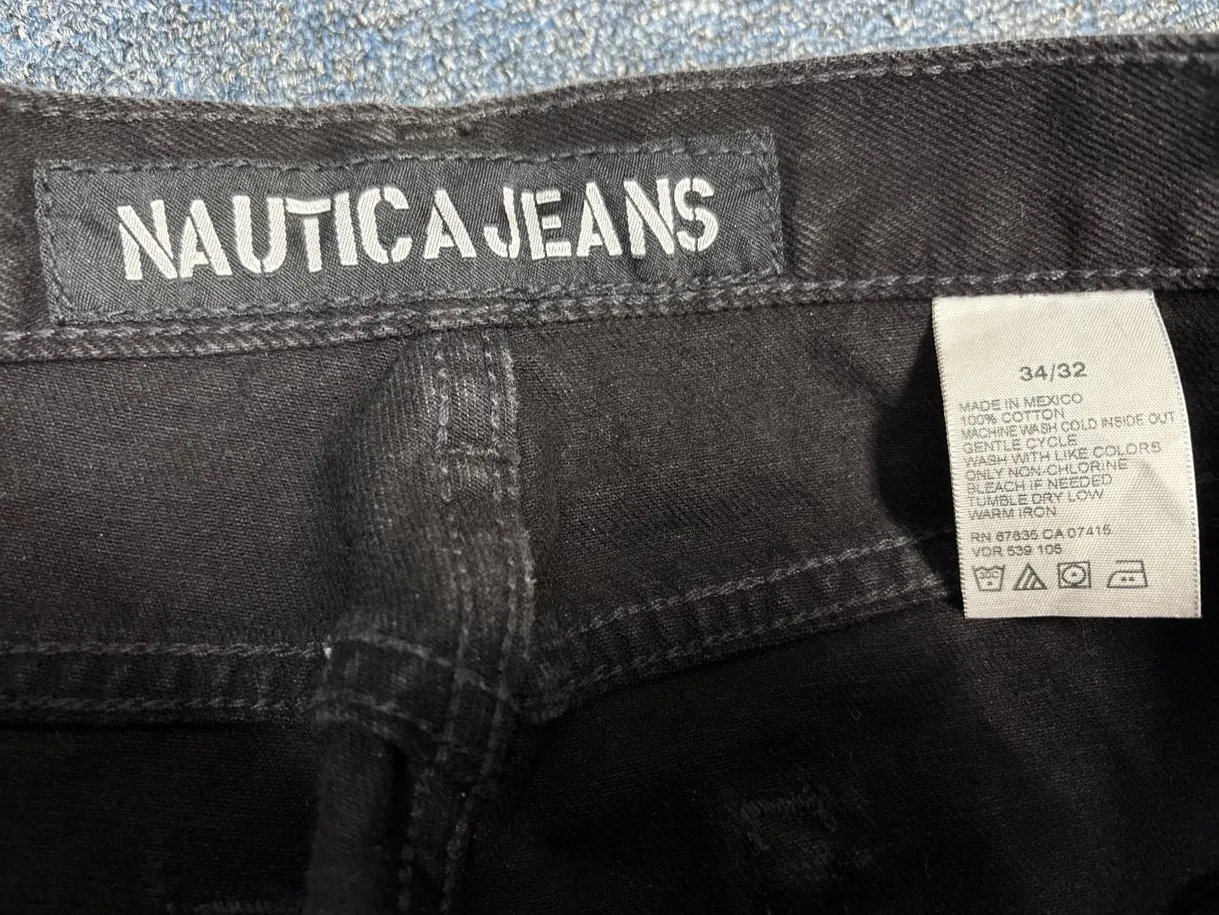 NAUTICA JEANS
34/32
MADE IN MEXICO
100% COTTON
MACHINE WASH COLD INSIDE OUT
GENTLE CYCLE
WASH WITH LIKE COLORS
ONLY NON-CHLORINE
BLEACH IF NEEDED
TUMBLE DRY LOW
WARM IRON
RN 67835 CA 07415
VDR 539 105